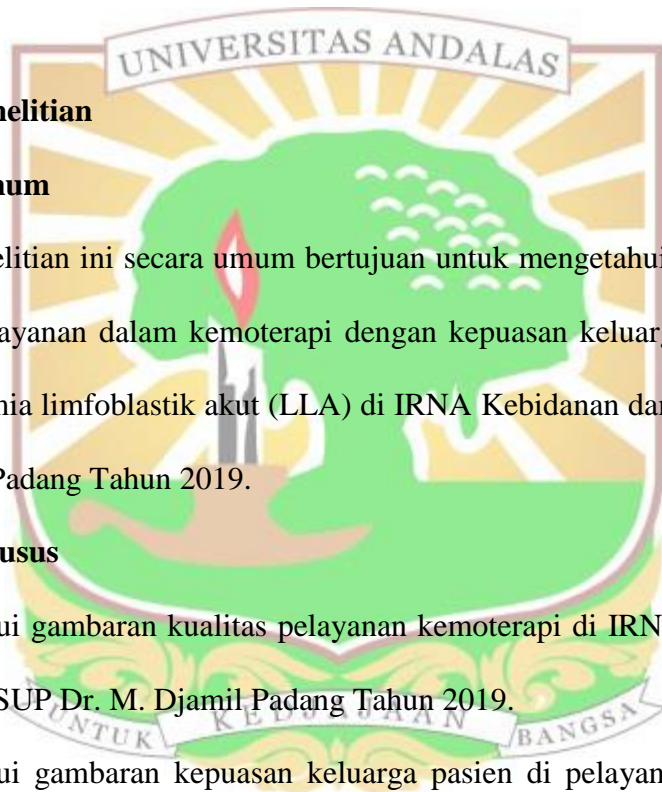 UNIVERSITAS ANDALAS
nelitian
num
elitian ini secara umum bertujuan untuk mengetahui
layanan dalam kemoterapi dengan kepuasan keluarg
nia limfoblastik akut (LLA) di IRNA Kebidanan dan
Padang Tahun 2019.
usus
ui gambaran kualitas pelayanan kemoterapi di IRN
SUP Dr. M. Djamil Padang Tahun 2019.
UNTUK KEDJAJAAN BANGSA
ui gambaran kepuasan keluarga pasien di pelayan